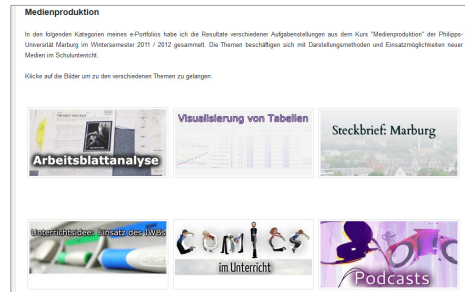 Medienproduktion
In den folgenden Kategorien meines e-Portfolios habe ich die Resultate verschiedener Aufgabenstellungen aus dem Kurs "Medienproduktion" der Philipps-
Universität Marburg im Wintersemester 2011 / 2012 gesammelt. Die Themen beschäftigen sich mit Darstellungsmethoden und Einsatzmöglichkeiten neuer
Medien im Schulunterricht.
Klicke auf die Bilder um zu den verschiedenen Themen zu gelangen:
Arbeitsblattanalyse
Visualisierung von Tabellen
Steckbrief: Marburg
Unterrichtsidee: Einsatz des IWBs
COMICS
im Unterricht
Podcasts